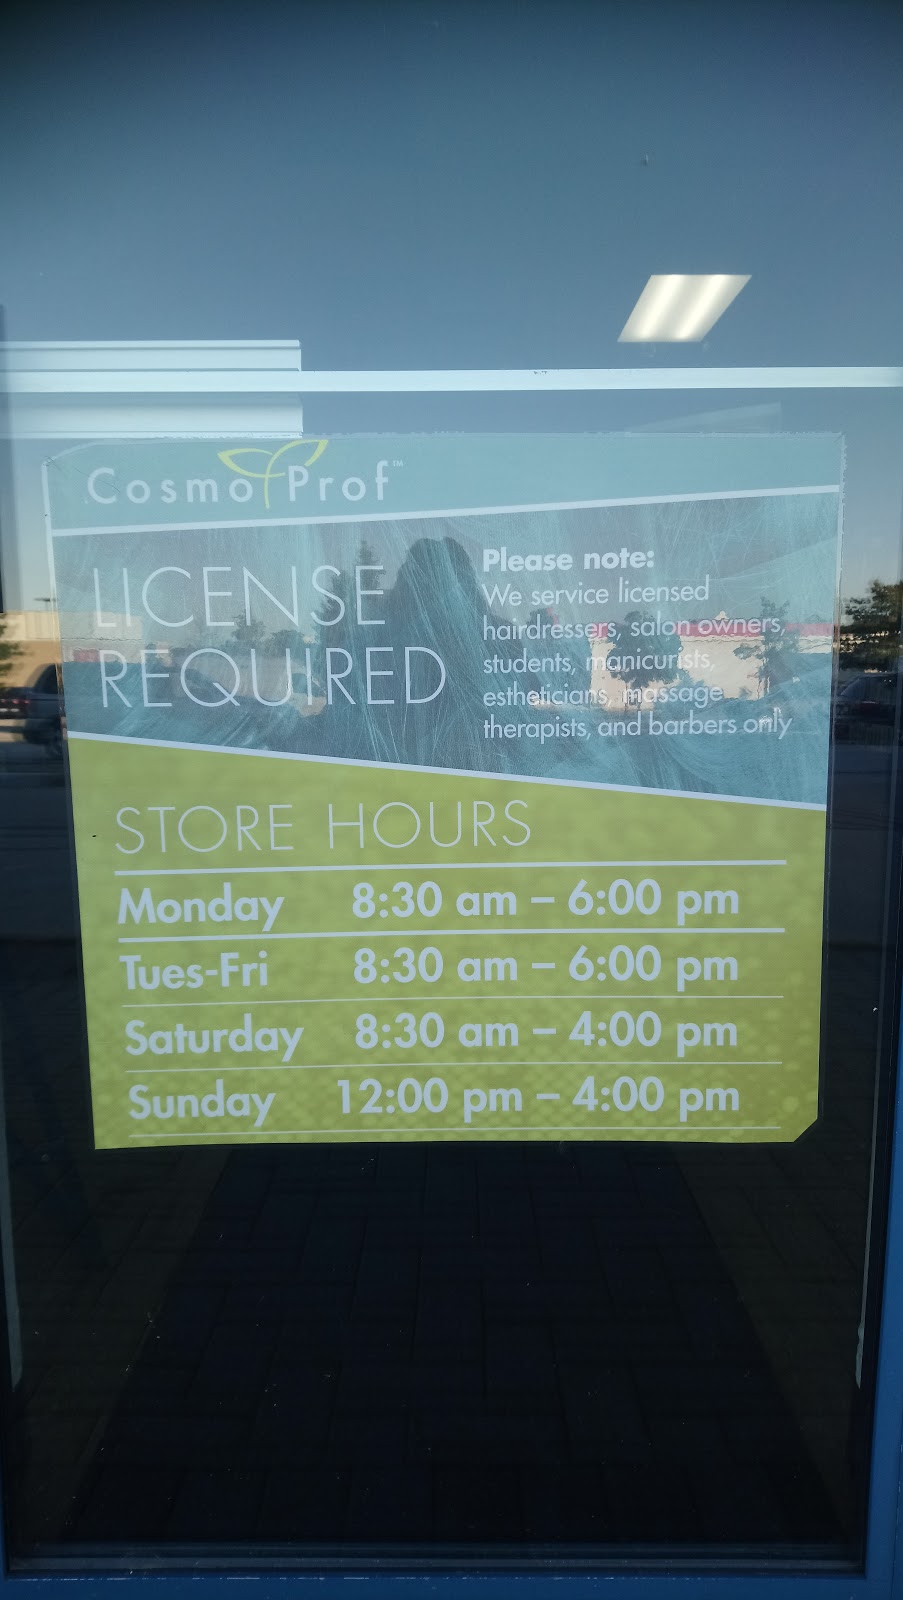 Cosmo Prof™
LICENSE
REQUIRED
Please note:
We service licensed
hairdressers, salon owners,
students, manicurists,
estheticians, massage
therapists, and barbers only
STORE HOURS
Monday 8:30 am – 6:00 pm
Tues-Fri 8:30 am – 6:00 pm
Saturday 8:30 am – 4:00 pm
Sunday 12:00 pm – 4:00 pm